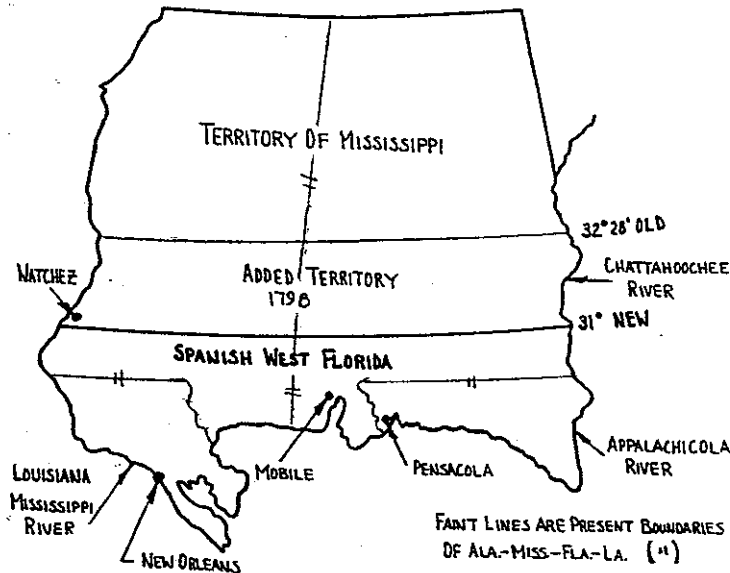 TERRITORY OF MISSISSIPPI
32°28' OLD
NATCHEZ
ADDED TERRITORY
1798
CHATTAHOOCHEE
RIVER
31° NEW
SPANISH WEST FLORIDA
MOBILE
PENSACOLA
APPALACHICOLA
RIVER
LOUISIANA
MISSISSIPPI
RIVER
NEW ORLEANS
FAINT LINES ARE PRESENT BOUNDARIES
OF ALA.-MISS-FLA.-LA. (")